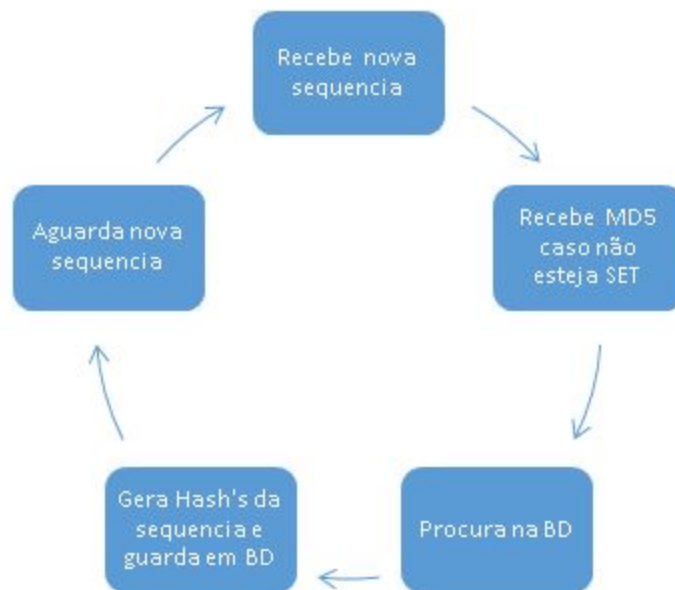 Recebe nova
sequencia
Recebe MD5
caso não
esteja SET
Procura na BD
Gera Hash's da
sequencia e
guarda em BD
Aguarda nova
sequencia